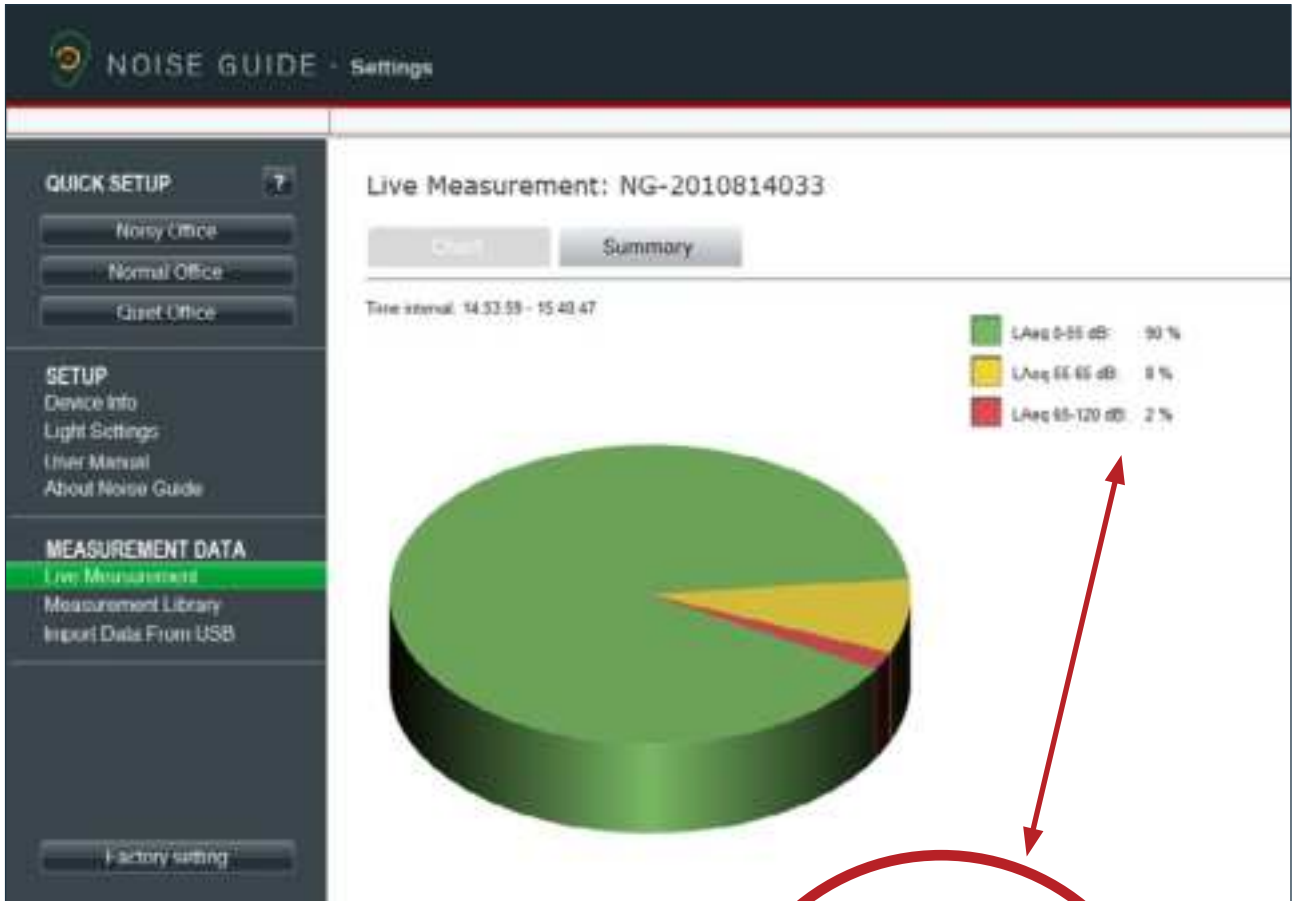 NOISE GUIDE - Settings
QUICK SETUP ?
Noisy Office
Normal Office
Quiet Office
SETUP
Device Info
Light Settings
User Manual
About Noise Guide
MEASUREMENT DATA
Live Measurement
Measurement Library
Import Data From USB
Factory setting
Live Measurement: NG-2010814033
Chart Summary
Time interval: 14:53:59 - 15:40:47
LAeq 0-55 dB: 90 %
LAeq 55-65 dB: 8 %
LAeq 65-120 dB: 2 %